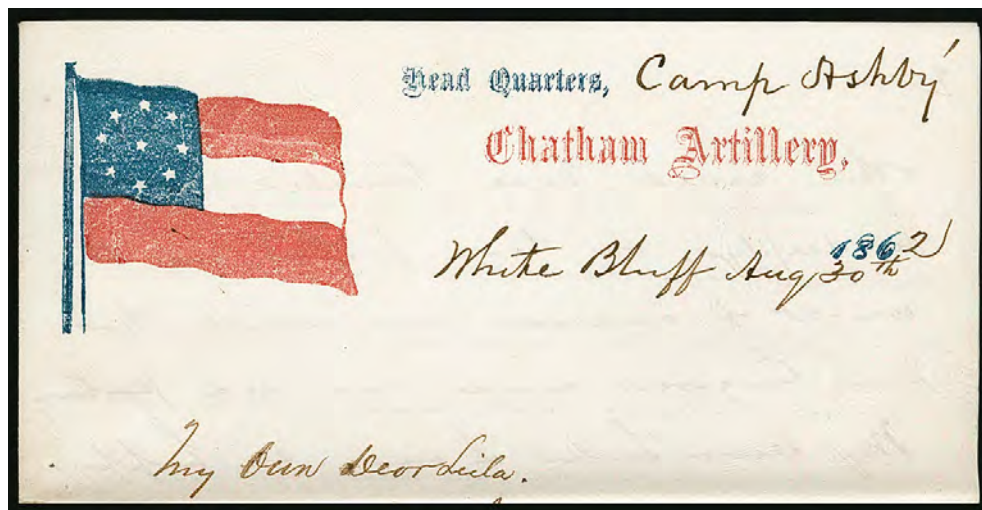 Head Quarters, Camp Ashby
Chatham Artillery,
White Bluff Aug 30th 1862
My Own Dear Lila.